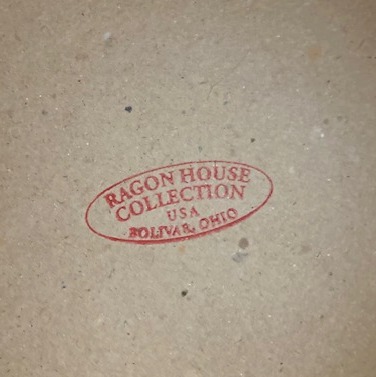 RAGON HOUSE
COLLECTION
USA
BOLIVAR, OHIO